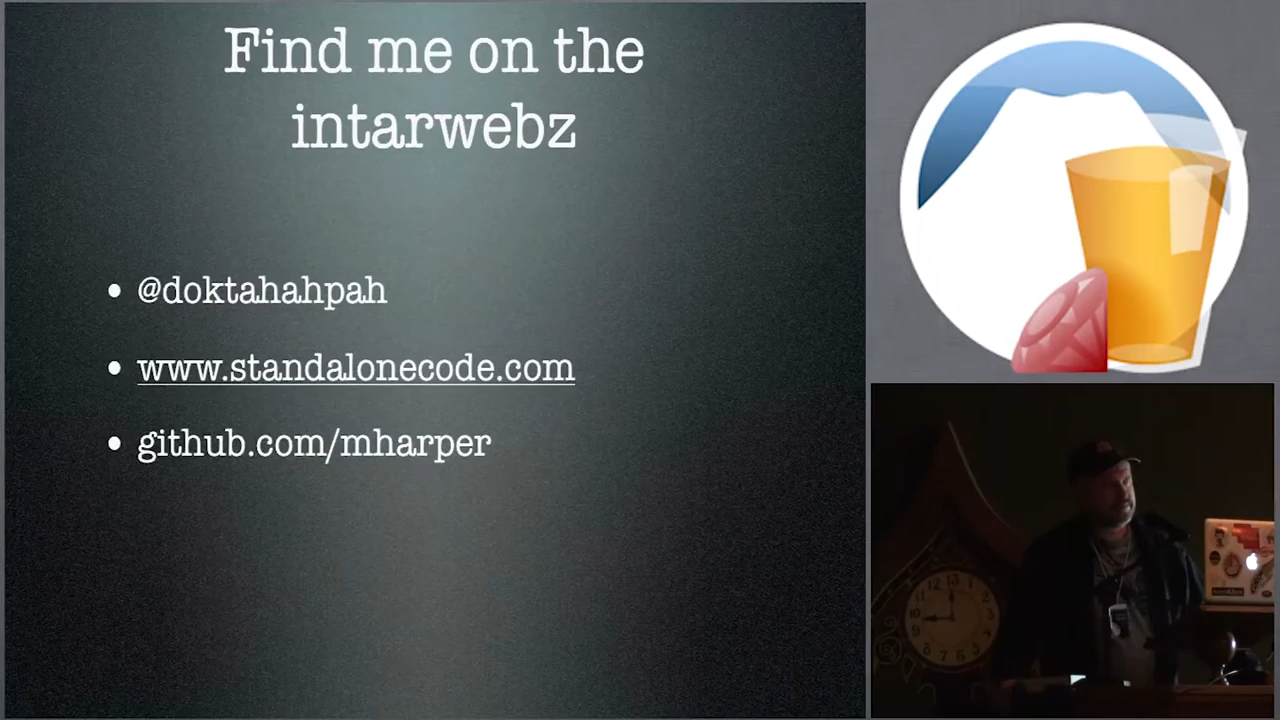 Find me on the
intarwebz
• @doktahahpah
• www.standalonecode.com
• github.com/mharper